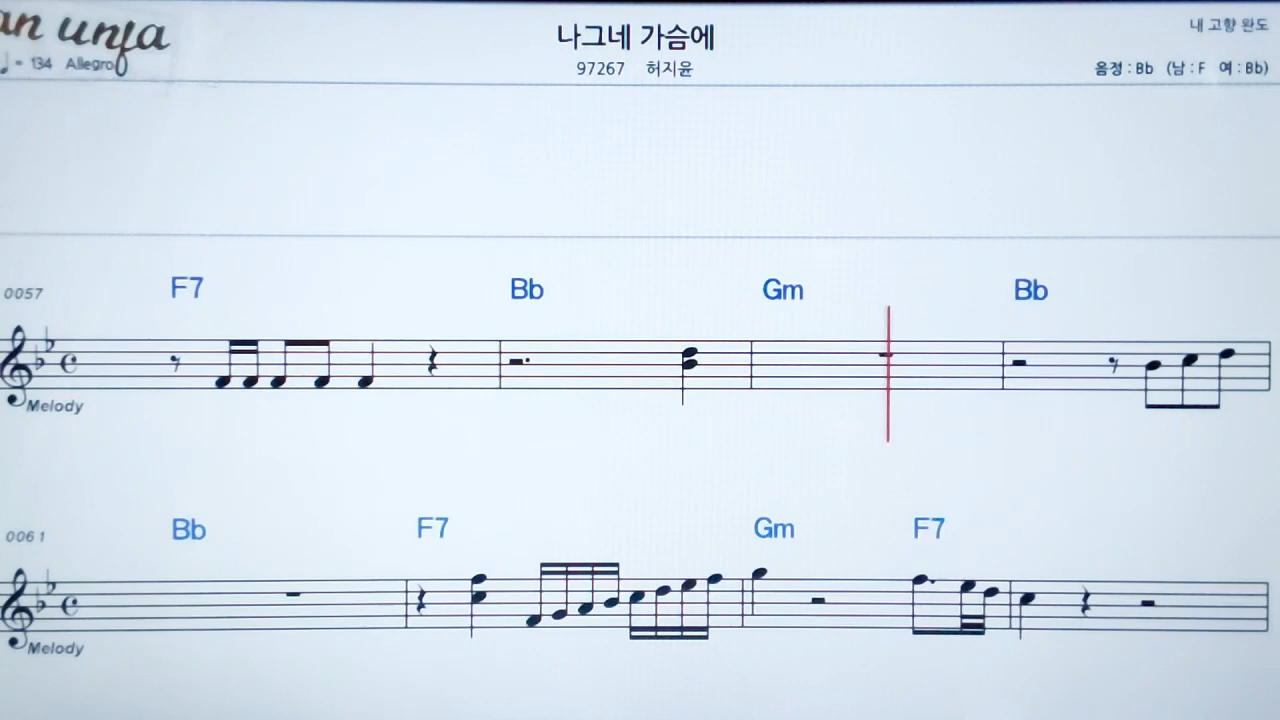 an unja
♩ = 134 Allegro
나그네 가슴에
97267 허지윤
내 고향 완도
음정 : Bb (남 : F 여 : Bb)
0057 F7 Bb Gm Bb
Melody
0061 Bb F7 Gm F7
Melody